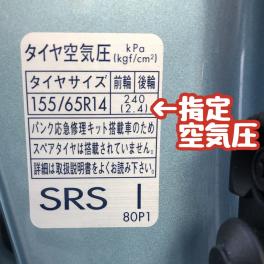 タイヤ空気圧 kPa
(kgf/cm²)
タイヤサイズ 前輪 後輪
155/65R14 240
(2.4)
←指定
空気圧
パンク応急修理キット搭載車のため
スペアタイヤは搭載されていません。
詳細は取扱説明書をよくお読みください
SRS I
80P1